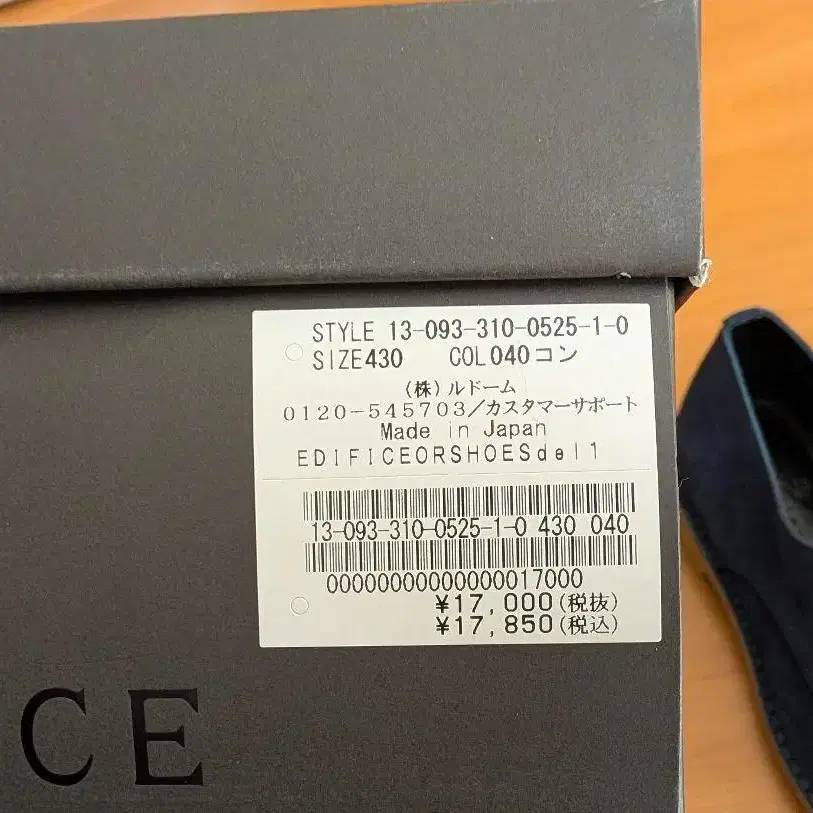 STYLE 13-093-310-0525-1-0
SIZE430 COL040コン
(株)ルドーム
0120-545703/カスタマーサポート
Made in Japan
EDIFICEORSHOESdel1
13-093-310-0525-1-0 430 040
00000000000000017000
¥17,000(税抜)
¥17,850(税込)
CE